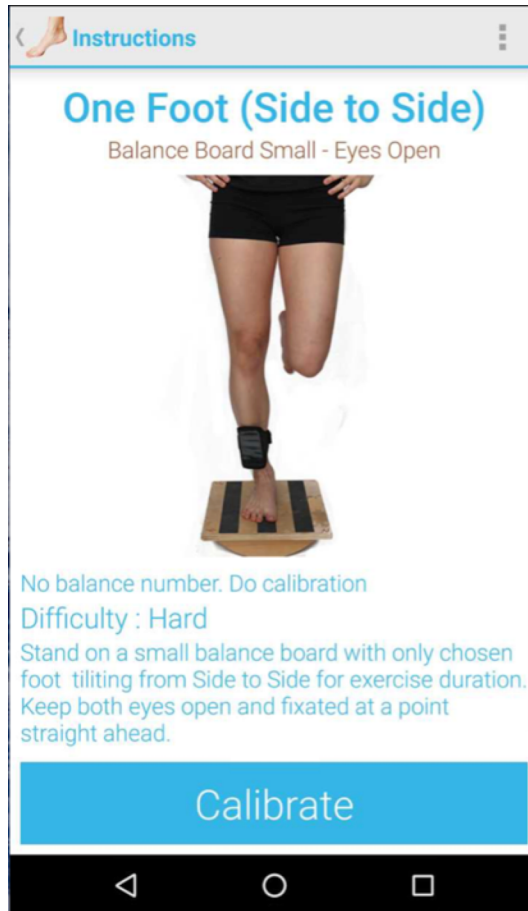 Instructions
One Foot (Side to Side)
Balance Board Small - Eyes Open
No balance number. Do calibration
Difficulty : Hard
Stand on a small balance board with only chosen
foot  tiliting from Side to Side for exercise duration.
Keep both eyes open and fixated at a point
straight ahead.
Calibrate